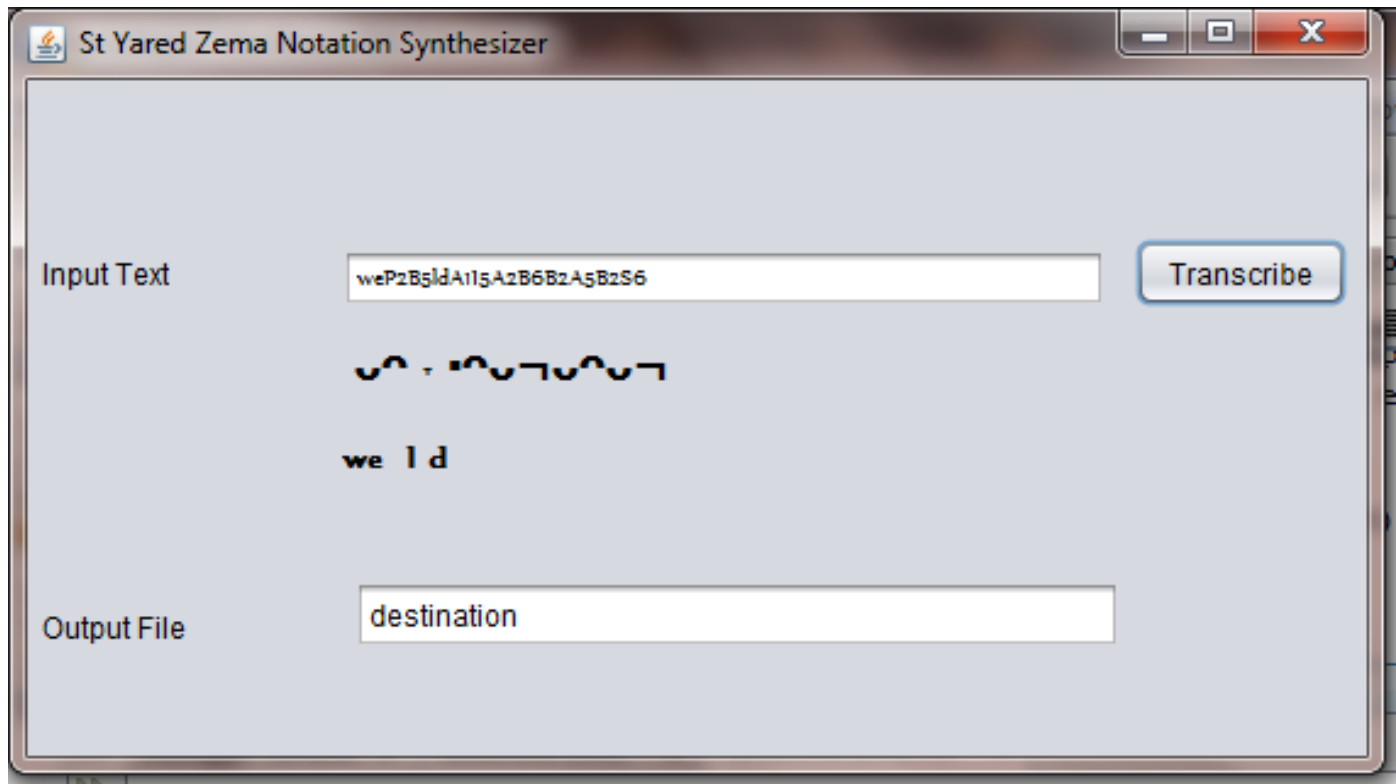 St Yared Zema Notation Synthesizer
Input Text weP2B5ldA1l5A2B6B2A5B2S6 Transcribe
we l d
Output File destination